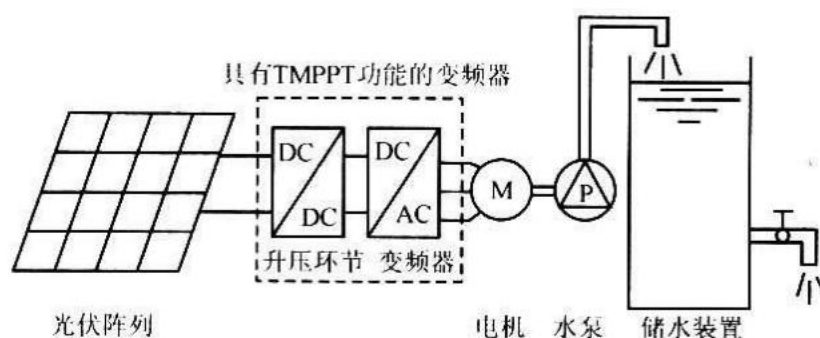 具有TMPPT功能的变频器
DC
DC
DC
AC
M
P
升压环节 变频器
光伏阵列
电机
水泵
储水装置